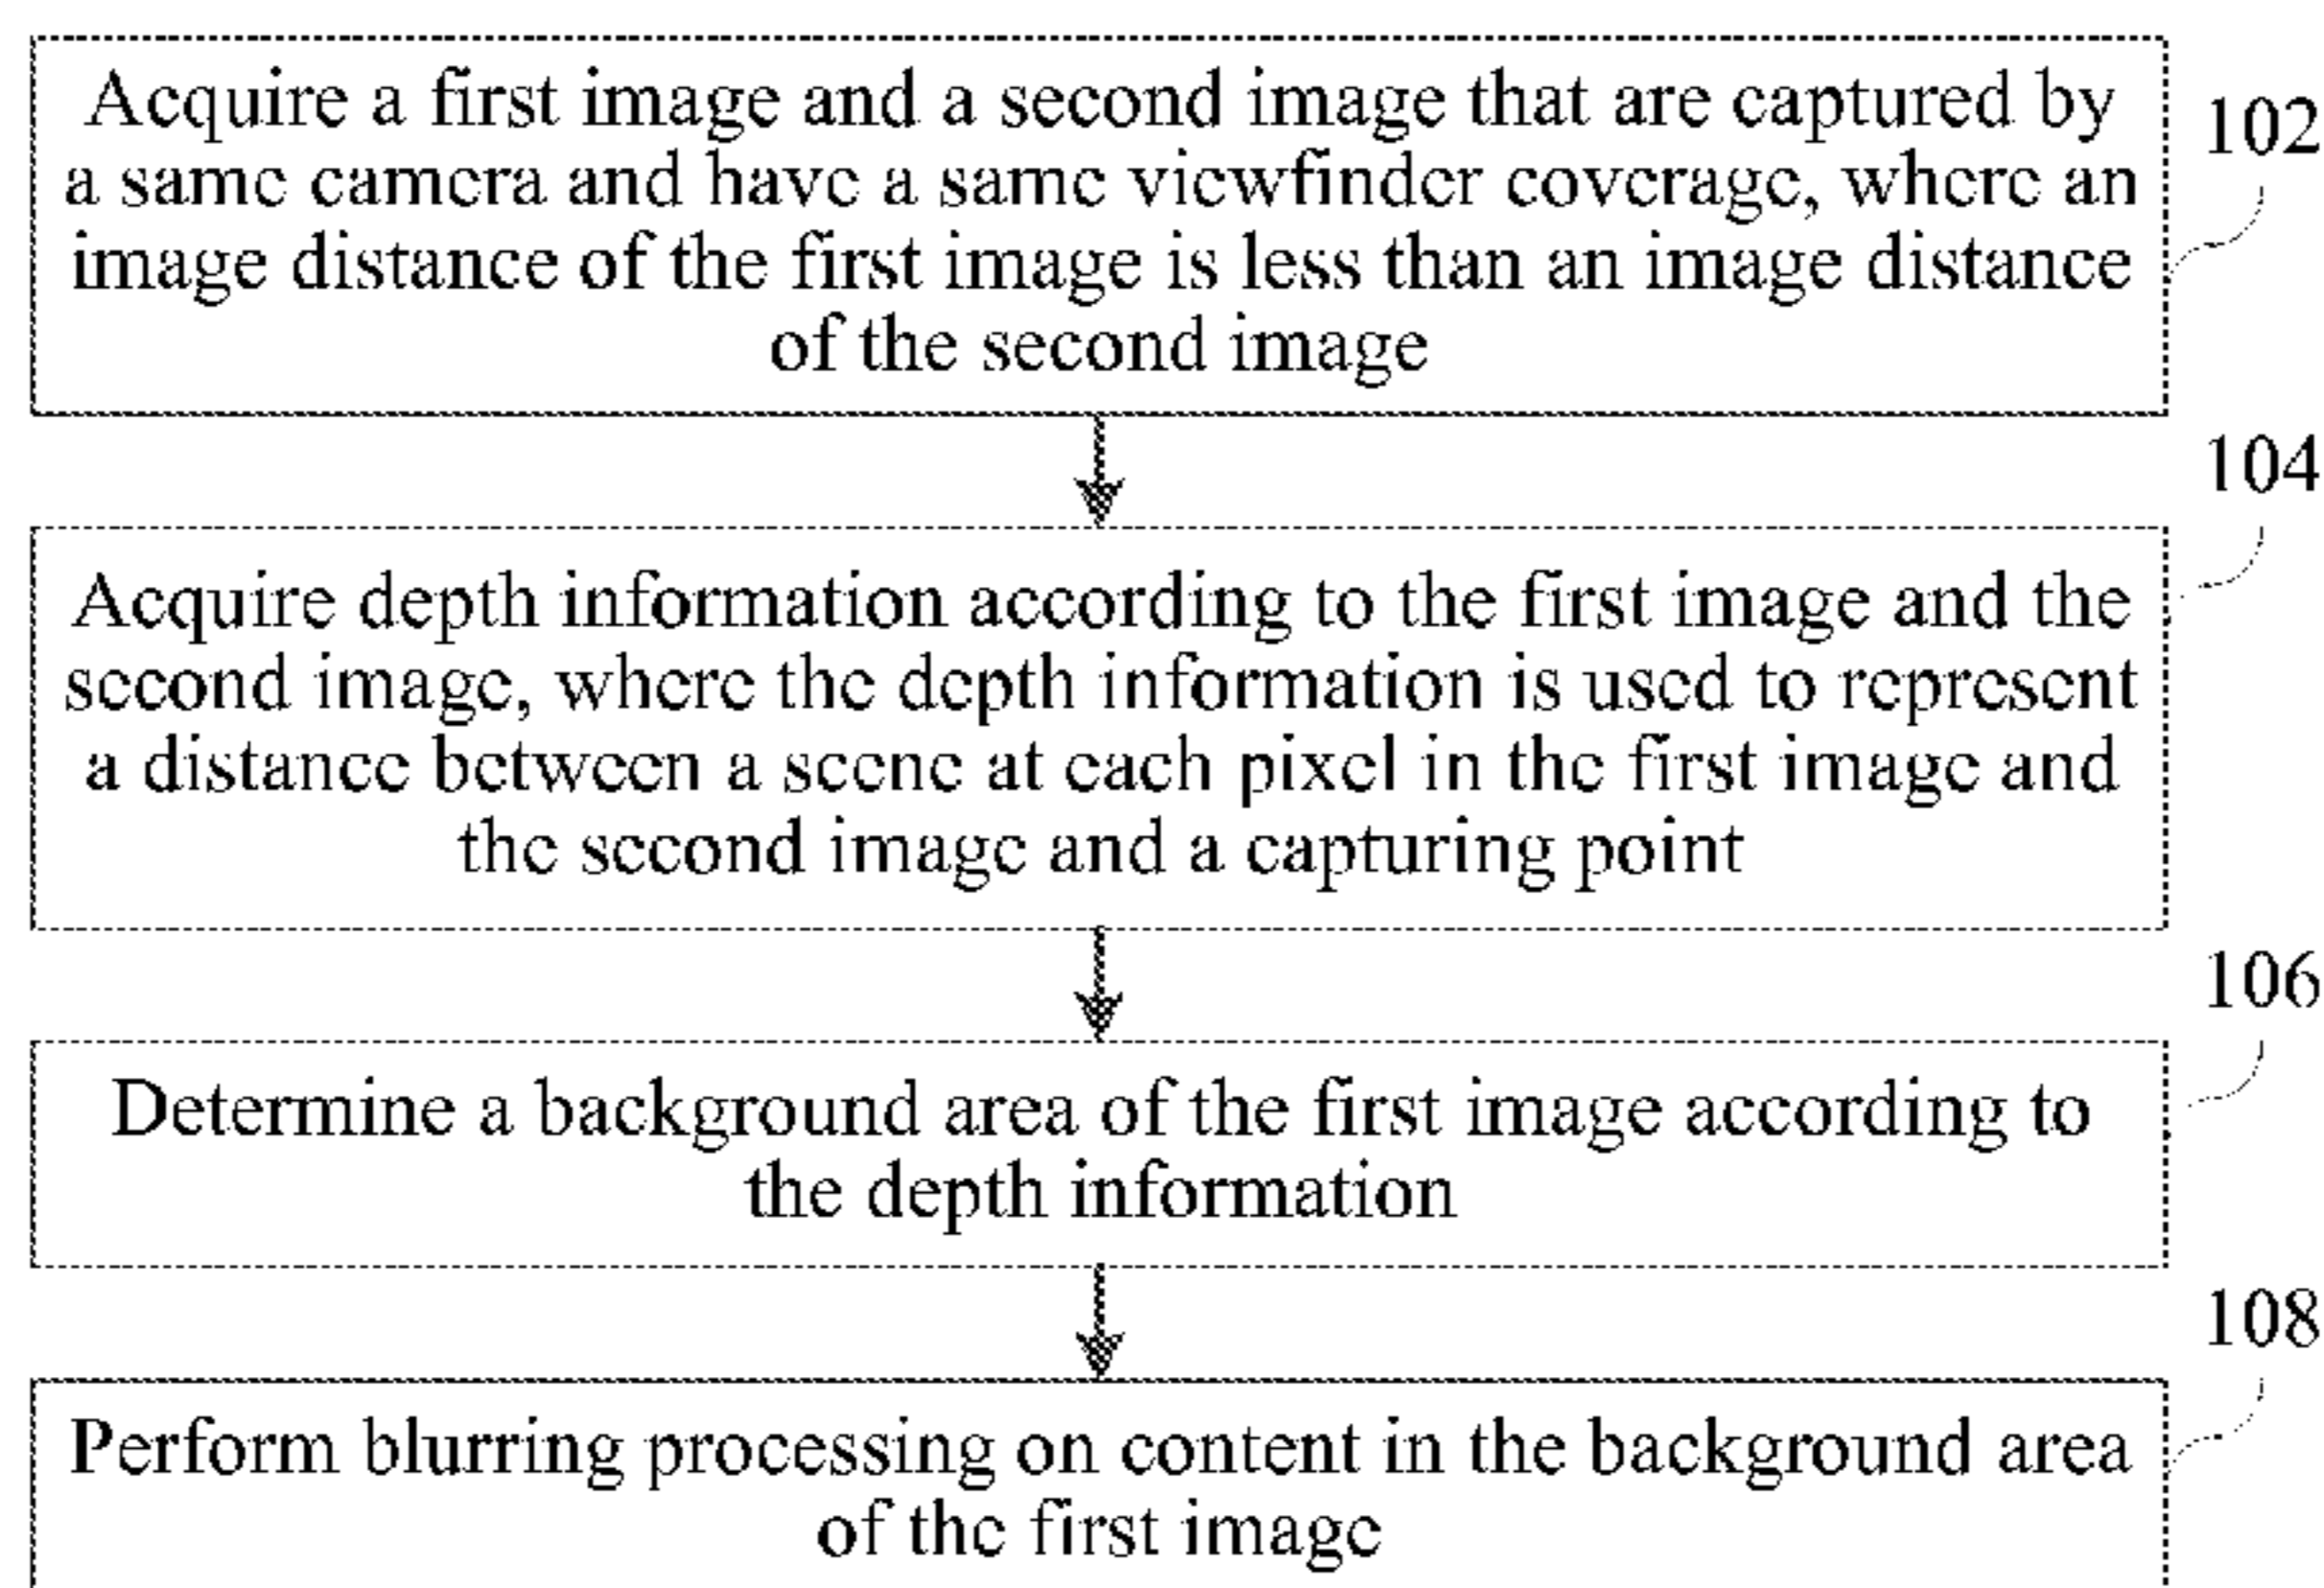 Acquire a first image and a second image that are captured by
a same camera and have a same viewfinder coverage, where an
image distance of the first image is less than an image distance
of the second image
102
104
Acquire depth information according to the first image and the
second image, where the depth information is used to represent
a distance between a scene at each pixel in the first image and
the second image and a capturing point
106
Determine a background area of the first image according to
the depth information
108
Perform blurring processing on content in the background area
of the first image